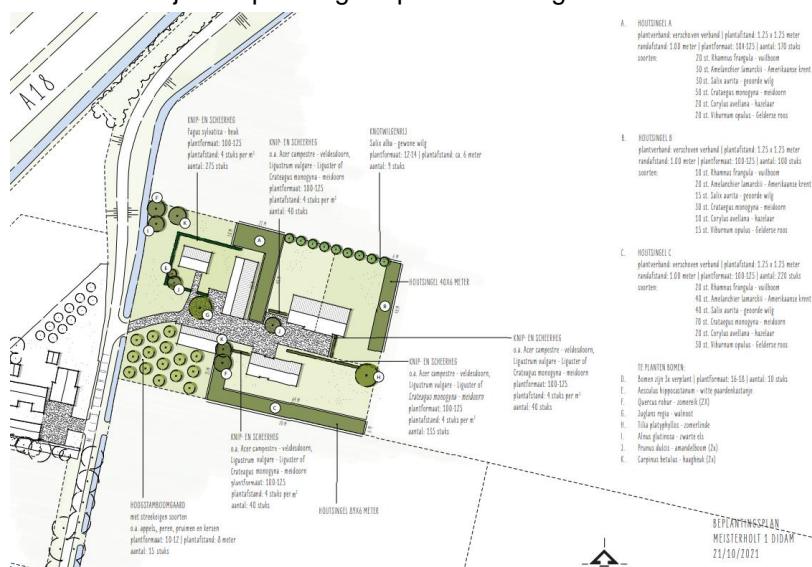 A18
KNIP- EN SCHEERHEG
Fagus sylvatica - beuk
plantformaat: 100-125
plantafstand: 4 stuks per m²
aantal: 275 stuks
KNIP- EN SCHEERHEG
o.a. Acer campestre - veldesdoorn,
Ligustrum vulgare - Liguster of
Crateagus monogyna - meidoorn
plantformaat: 100-125
plantafstand: 4 stuks per m²
aantal: 40 stuks
KNOTWILGENRIJ
Salix alba - gewone wilg
plantformaat: 12-14 | plantafstand: ca. 6 meter
aantal: 9 stuks
HOUTSINGEL 40X6 METER
KNIP- EN SCHEERHEG
o.a. Acer campestre - veldesdoorn,
Ligustrum vulgare - Liguster of
Crateagus monogyna - meidoorn
plantformaat: 100-125
plantafstand: 4 stuks per m²
aantal: 40 stuks
KNIP- EN SCHEERHEG
o.a. Acer campestre - veldesdoorn,
Ligustrum vulgare - Liguster of
Crateagus monogyna - meidoorn
plantformaat: 100-125
plantafstand: 4 stuks per m²
aantal: 135 stuks
KNIP- EN SCHEERHEG
o.a. Acer campestre - veldesdoorn,
Ligustrum vulgare - Liguster of
Crateagus monogyna - meidoorn
plantformaat: 100-125
plantafstand: 4 stuks per m²
aantal: 40 stuks
HOUTSINGEL 89X6 METER
HOOGSTAMBOOMGAARD
met streekeigen soorten
o.a. appels, peren, pruimen en kersen
plantformaat: 10-12 | plantafstand: 8 meter
aantal: 15 stuks
A. HOUTSINGEL A
plantverband: verschoven verband | plantafstand: 1.25 x 1.25 meter
randafstand: 1.00 meter | plantformaat: 100-125 | aantal: 170 stuks
soorten: 20 st. Rhamnus frangula - vuilboom
30 st. Amelanchier lamarckii - Amerikaanse krent
30 st. Salix aurita - geoorde wilg
50 st. Crataegus monogyna - meidoorn
20 st. Corylus avellana - hazelaar
20 st. Viburnum opulus - Gelderse roos
B. HOUTSINGEL B
plantverband: verschoven verband | plantafstand: 1.25 x 1.25 meter
randafstand: 1.00 meter | plantformaat: 100-125 | aantal: 100 stuks
soorten: 10 st. Rhamnus frangula - vuilboom
20 st. Amelanchier lamarckii - Amerikaanse krent
15 st. Salix aurita - geoorde wilg
30 st. Crataegus monogyna - meidoorn
10 st. Corylus avellana - hazelaar
15 st. Viburnum opulus - Gelderse roos
C. HOUTSINGEL C
plantverband: verschoven verband | plantafstand: 1.25 x 1.25 meter
randafstand: 1.00 meter | plantformaat: 100-125 | aantal: 220 stuks
soorten: 20 st. Rhamnus frangula - vuilboom
40 st. Amelanchier lamarckii - Amerikaanse krent
40 st. Salix aurita - geoorde wilg
70 st. Crataegus monogyna - meidoorn
20 st. Corylus avellana - hazelaar
30 st. Viburnum opulus - Gelderse roos
TE PLANTEN BOMEN:
D. Bomen zijn 3x verplant | plantformaat: 16-18 | aantal: 10 stuks
E. Aesculus hippocastanum - witte paardenkastanje
F. Quercus robur - zomereik (2X)
G. Juglans regia - walnoot
H. Tilia platyphyllos - zomerlinde
I. Alnus glutinosa - zwarte els
J. Prunus dulcis - amandelboom (2x)
K. Carpinus betulus - haagbeuk (2x)
BEPLANTINGSPLAN
MEISTERHOLT 1 DIDAM
21/10/2021